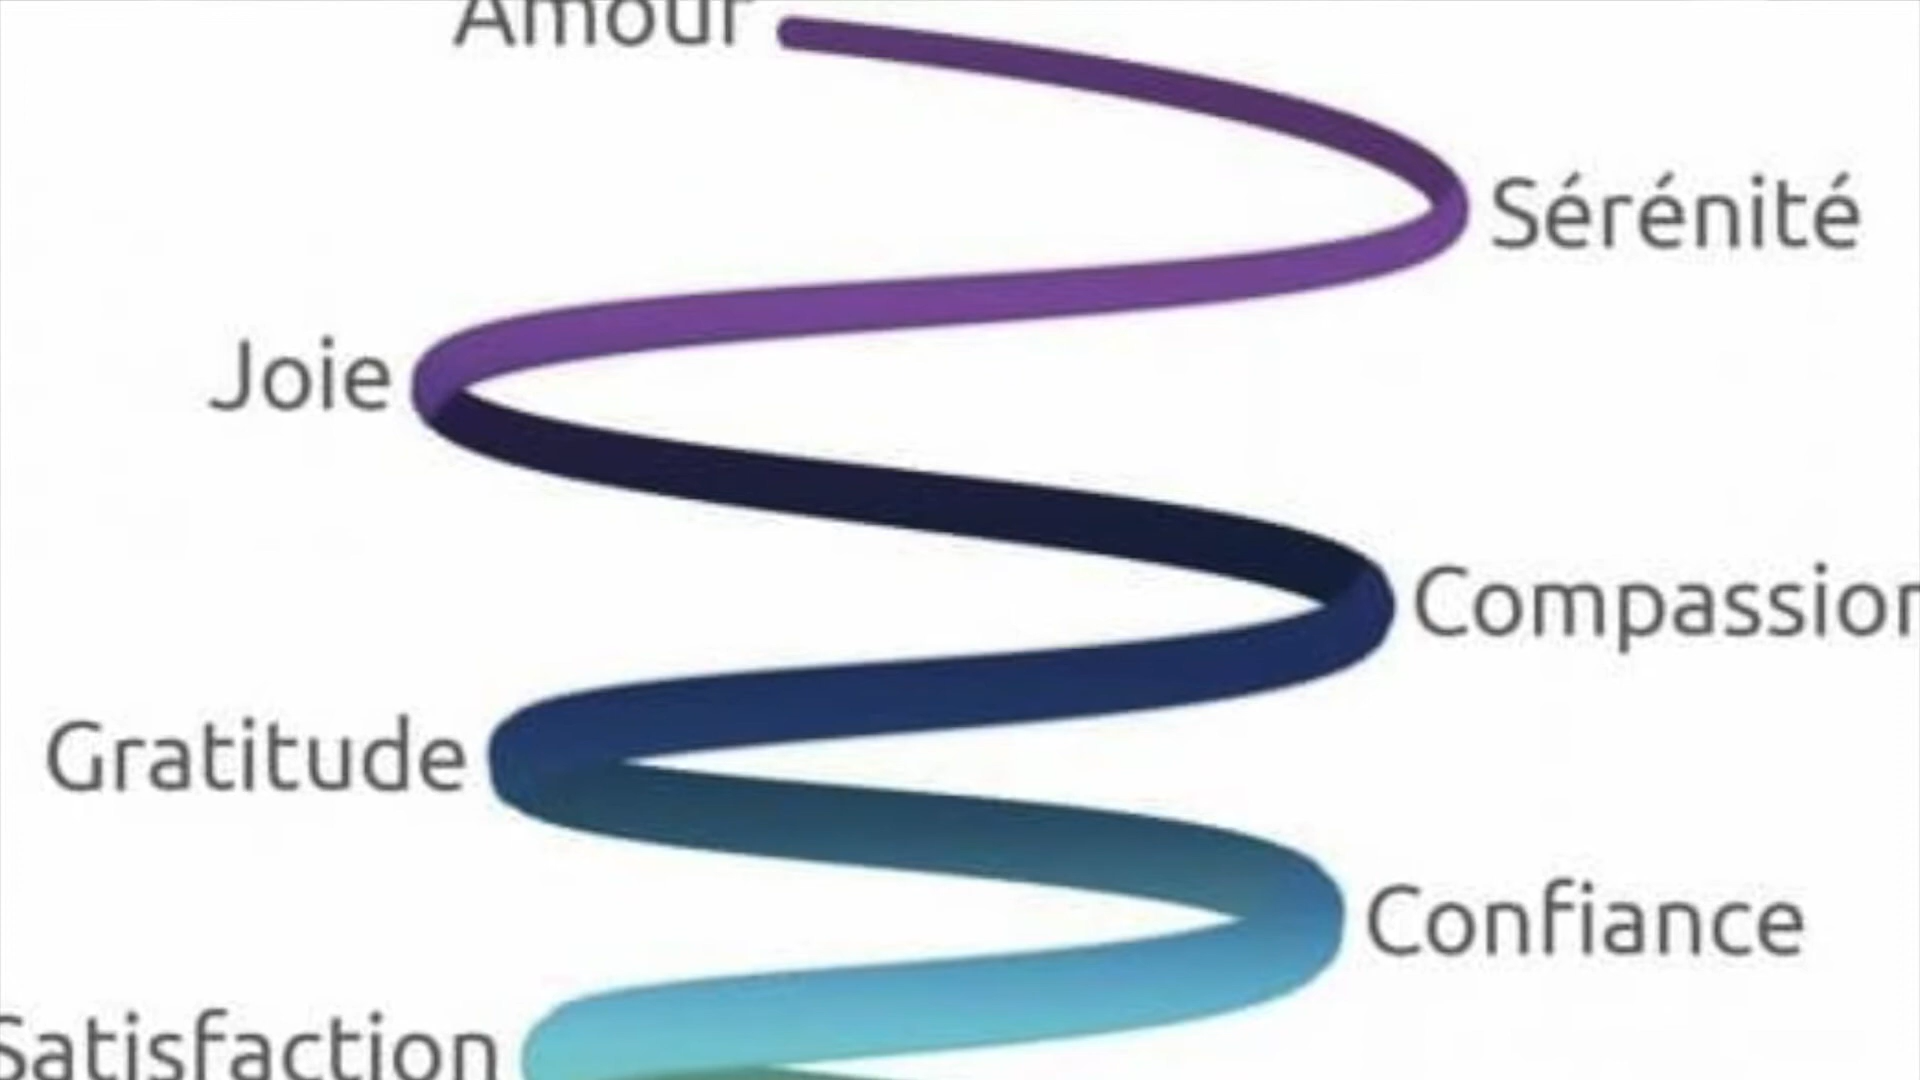 Amour
Sérénité
Joie
Compassion
Gratitude
Confiance
Satisfaction